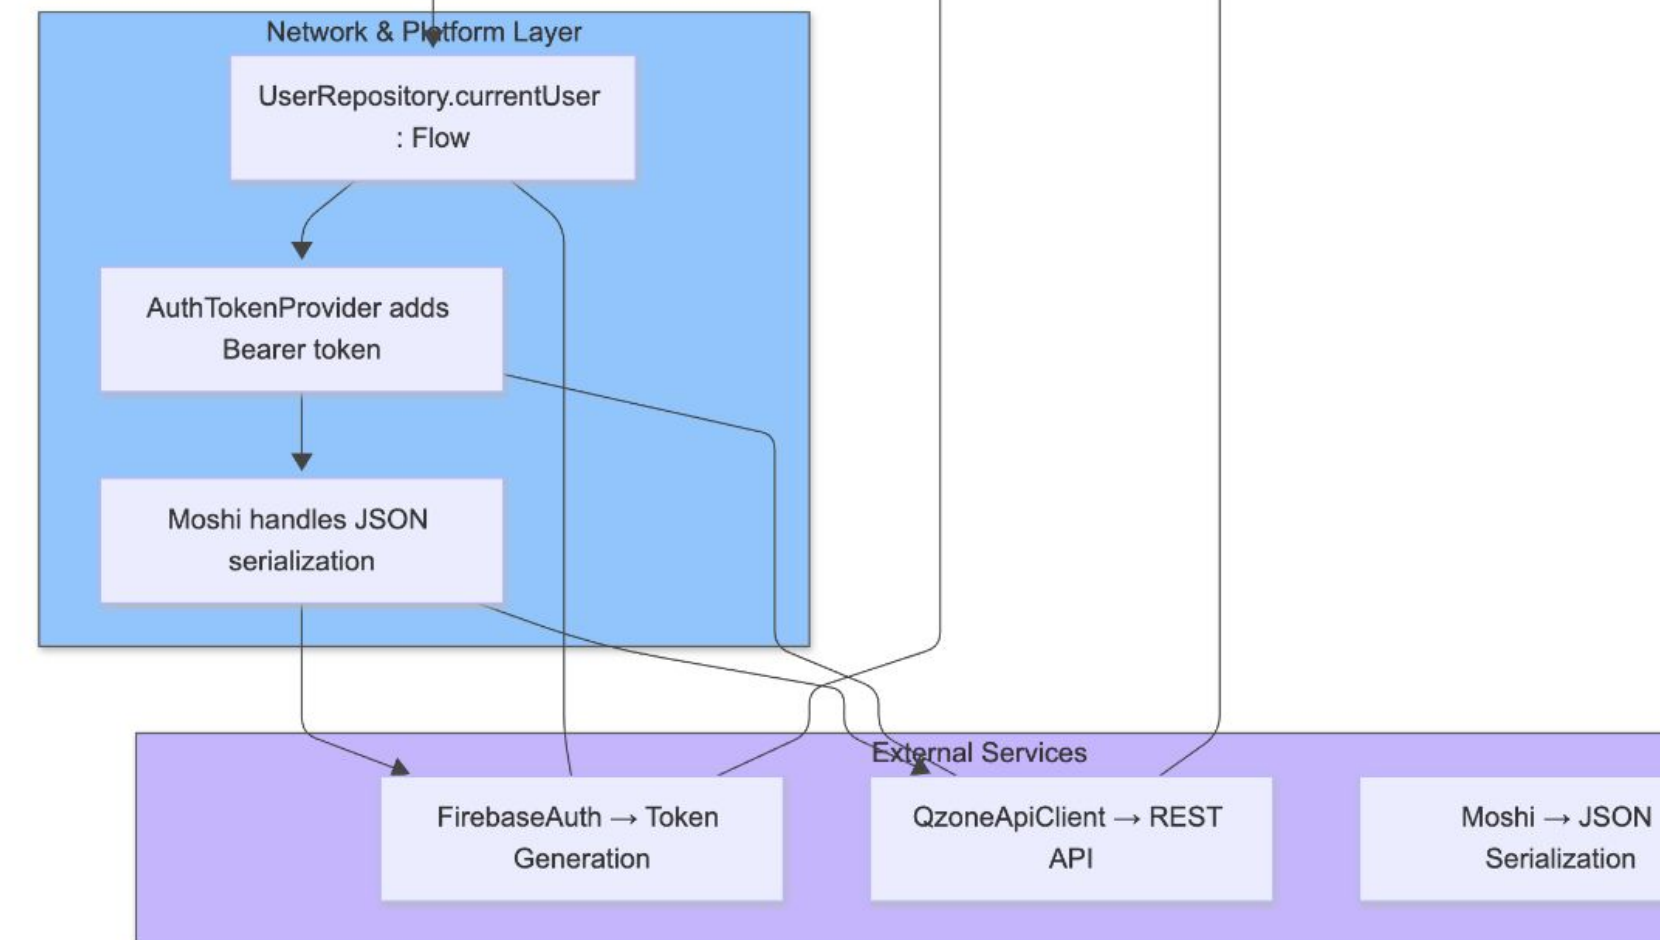 Network & Platform Layer
UserRepository.currentUser
: Flow
AuthTokenProvider adds
Bearer token
Moshi handles JSON
serialization
External Services
FirebaseAuth → Token
Generation
QzoneApiClient → REST
API
Moshi → JSON
Serialization